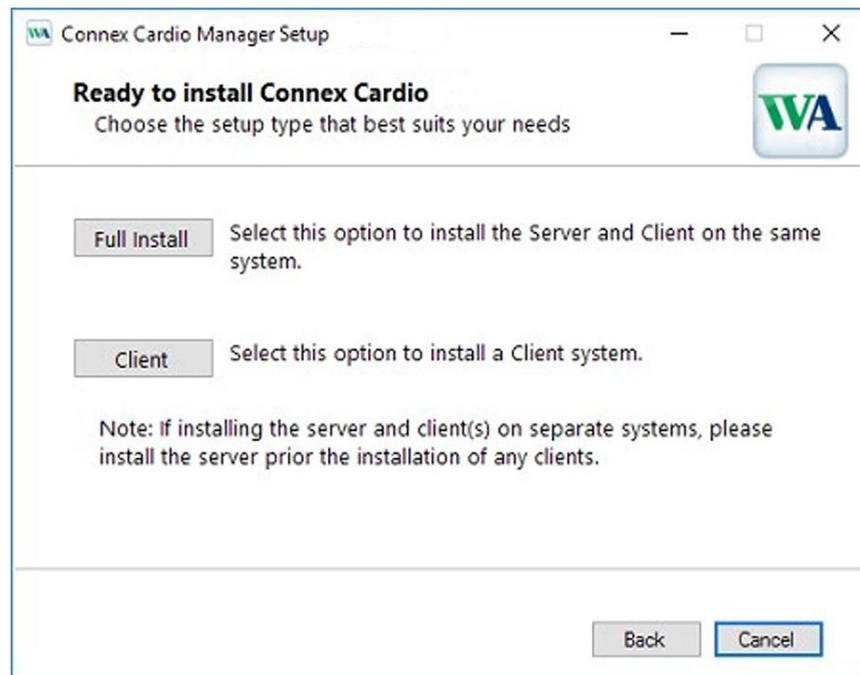 WA Connex Cardio Manager Setup
Ready to install Connex Cardio
Choose the setup type that best suits your needs
WA
Full Install
Select this option to install the Server and Client on the same
system.
Client
Select this option to install a Client system.
Note: If installing the server and client(s) on separate systems, please
install the server prior the installation of any clients.
Back
Cancel